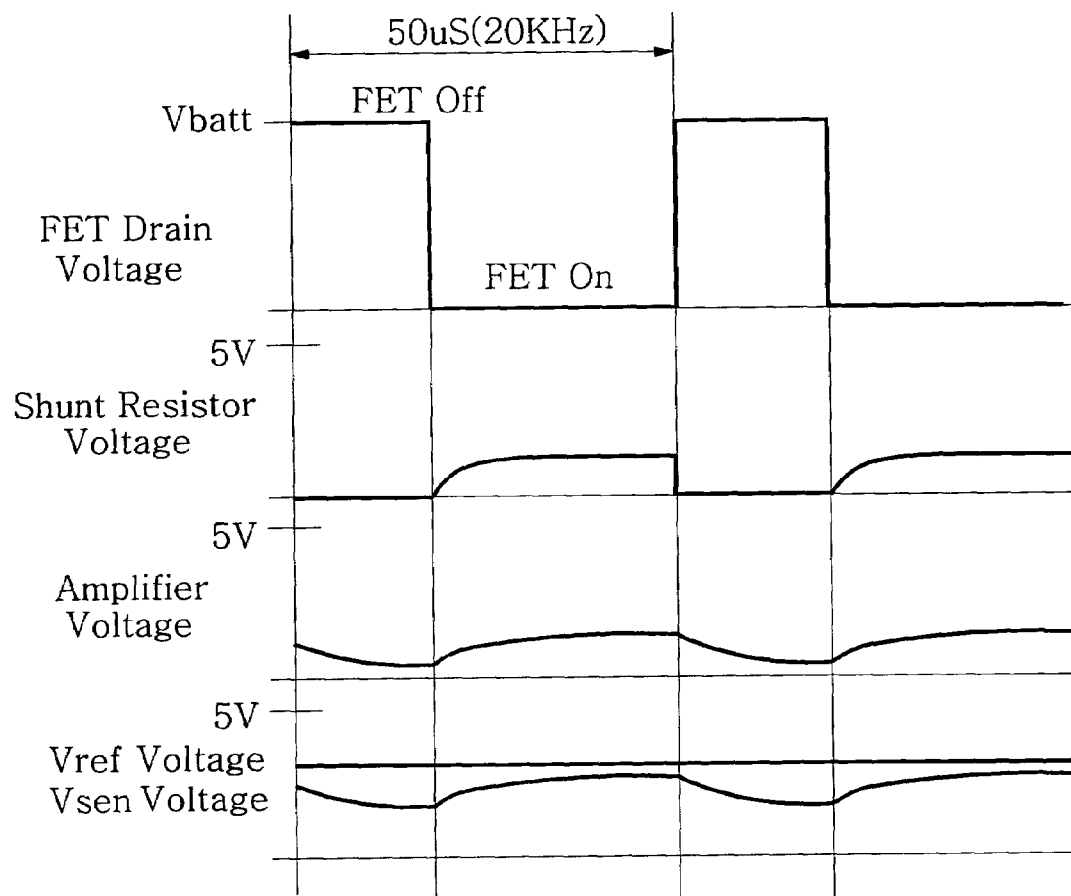 50uS(20KHz)
FET Off
Vbatt
FET Drain
Voltage
FET On
5V
Shunt Resistor
Voltage
5V
Amplifier
Voltage
5V
Vref Voltage
Vsen Voltage